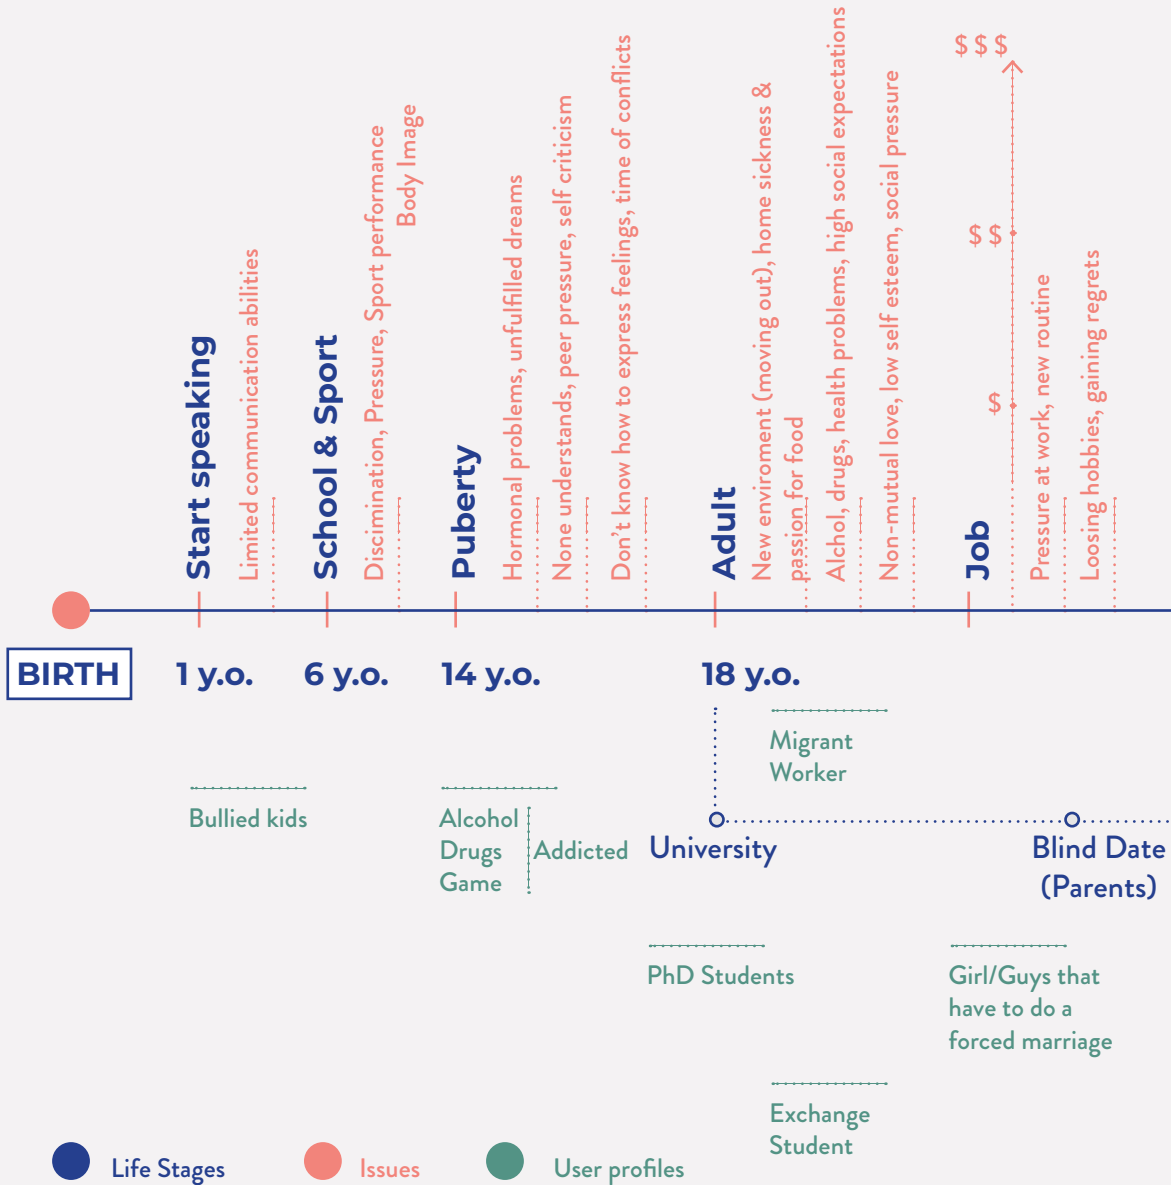 Start speaking
Limited communication abilities
School & Sport
Discimination, Pressure, Sport performance
Body Image
Puberty
Hormonal problems, unfulfilled dreams
None understands, peer pressure, self criticism
Don't know how to express feelings, time of conflicts
Adult
New enviroment (moving out), home sickness &
passion for food
Alchol, drugs, health problems, high social expectations
Non-mutual love, low self esteem, social pressure
Job
$$$
$$
$
Pressure at work, new routine
Loosing hobbies, gaining regrets
BIRTH
1 y.o.
6 y.o.
14 y.o.
18 y.o.
Migrant
Worker
Bullied kids
Alcohol
Drugs
Game
Addicted
University
Blind Date
(Parents)
PhD Students
Girl/Guys that
have to do a
forced marriage
Exchange
Student
Life Stages
Issues
User profiles